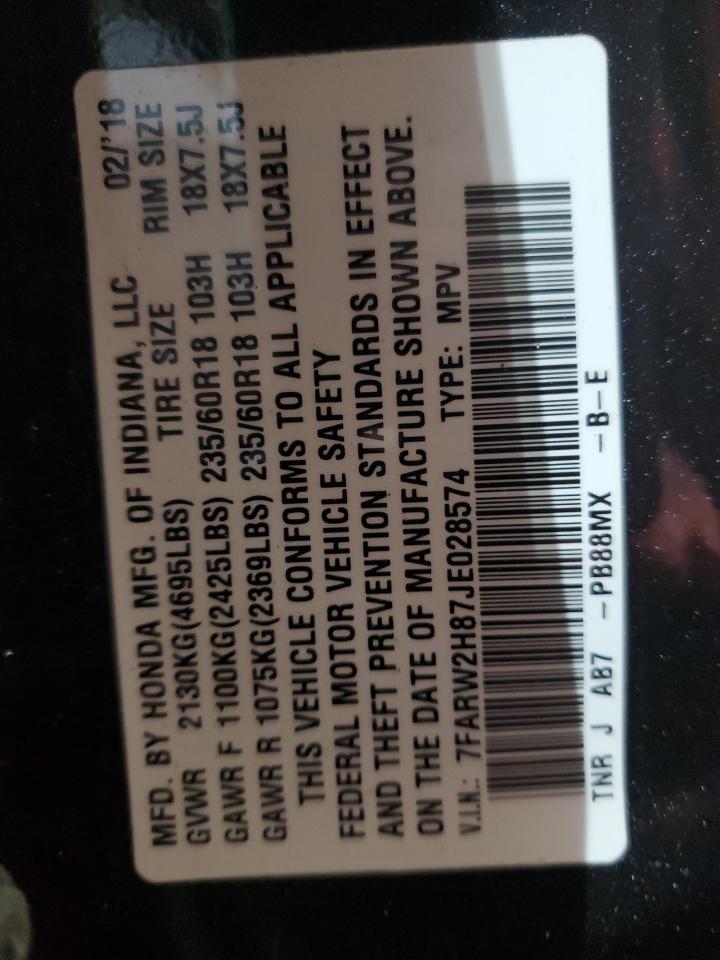 MFD. BY HONDA MFG. OF INDIANA, LLC 02/'18
GVWR 2130KG(4695LBS) TIRE SIZE RIM SIZE
GAWR F 1100KG(2425LBS) 235/60R18 103H 18X7.5J
GAWR R 1075KG(2369LBS) 235/60R18 103H 18X7.5J
THIS VEHICLE CONFORMS TO ALL APPLICABLE
FEDERAL MOTOR VEHICLE SAFETY
AND THEFT PREVENTION STANDARDS IN EFFECT
ON THE DATE OF MANUFACTURE SHOWN ABOVE.
V.I.N.: 7FARW2H87JE028574 TYPE: MPV
TNR J AB7 -PB88MX -B-E